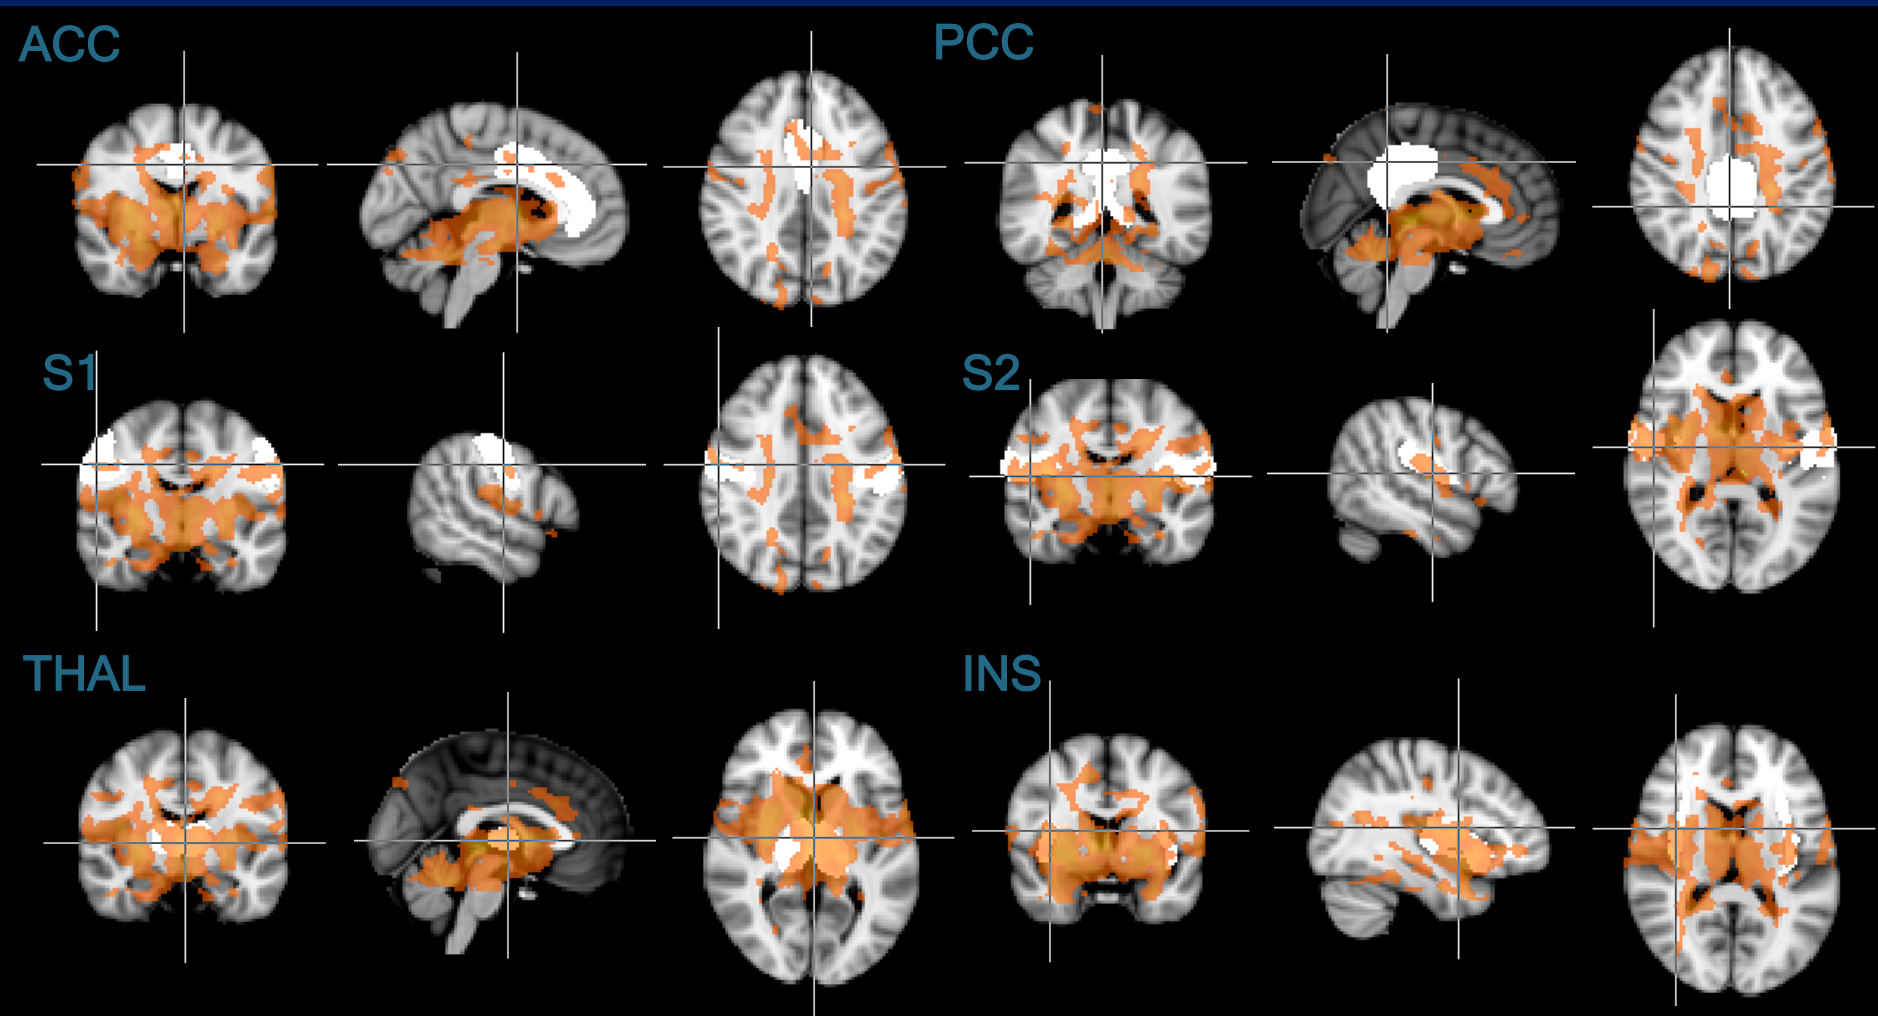 ACC
PCC
S1
S2
THAL
INS